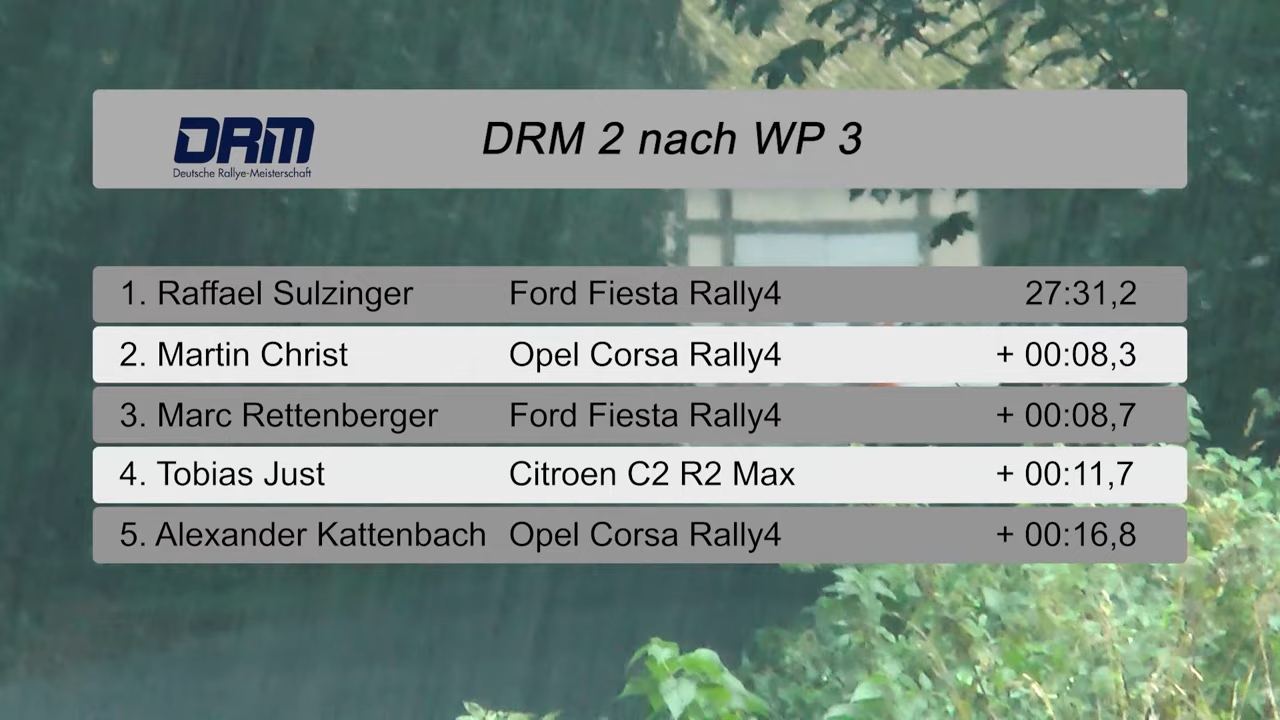 DRM
Deutsche Rallye-Meisterschaft
DRM 2 nach WP 3
1. Raffael Sulzinger Ford Fiesta Rally4 27:31,2
2. Martin Christ Opel Corsa Rally4 + 00:08,3
3. Marc Rettenberger Ford Fiesta Rally4 + 00:08,7
4. Tobias Just Citroen C2 R2 Max + 00:11,7
5. Alexander Kattenbach Opel Corsa Rally4 + 00:16,8